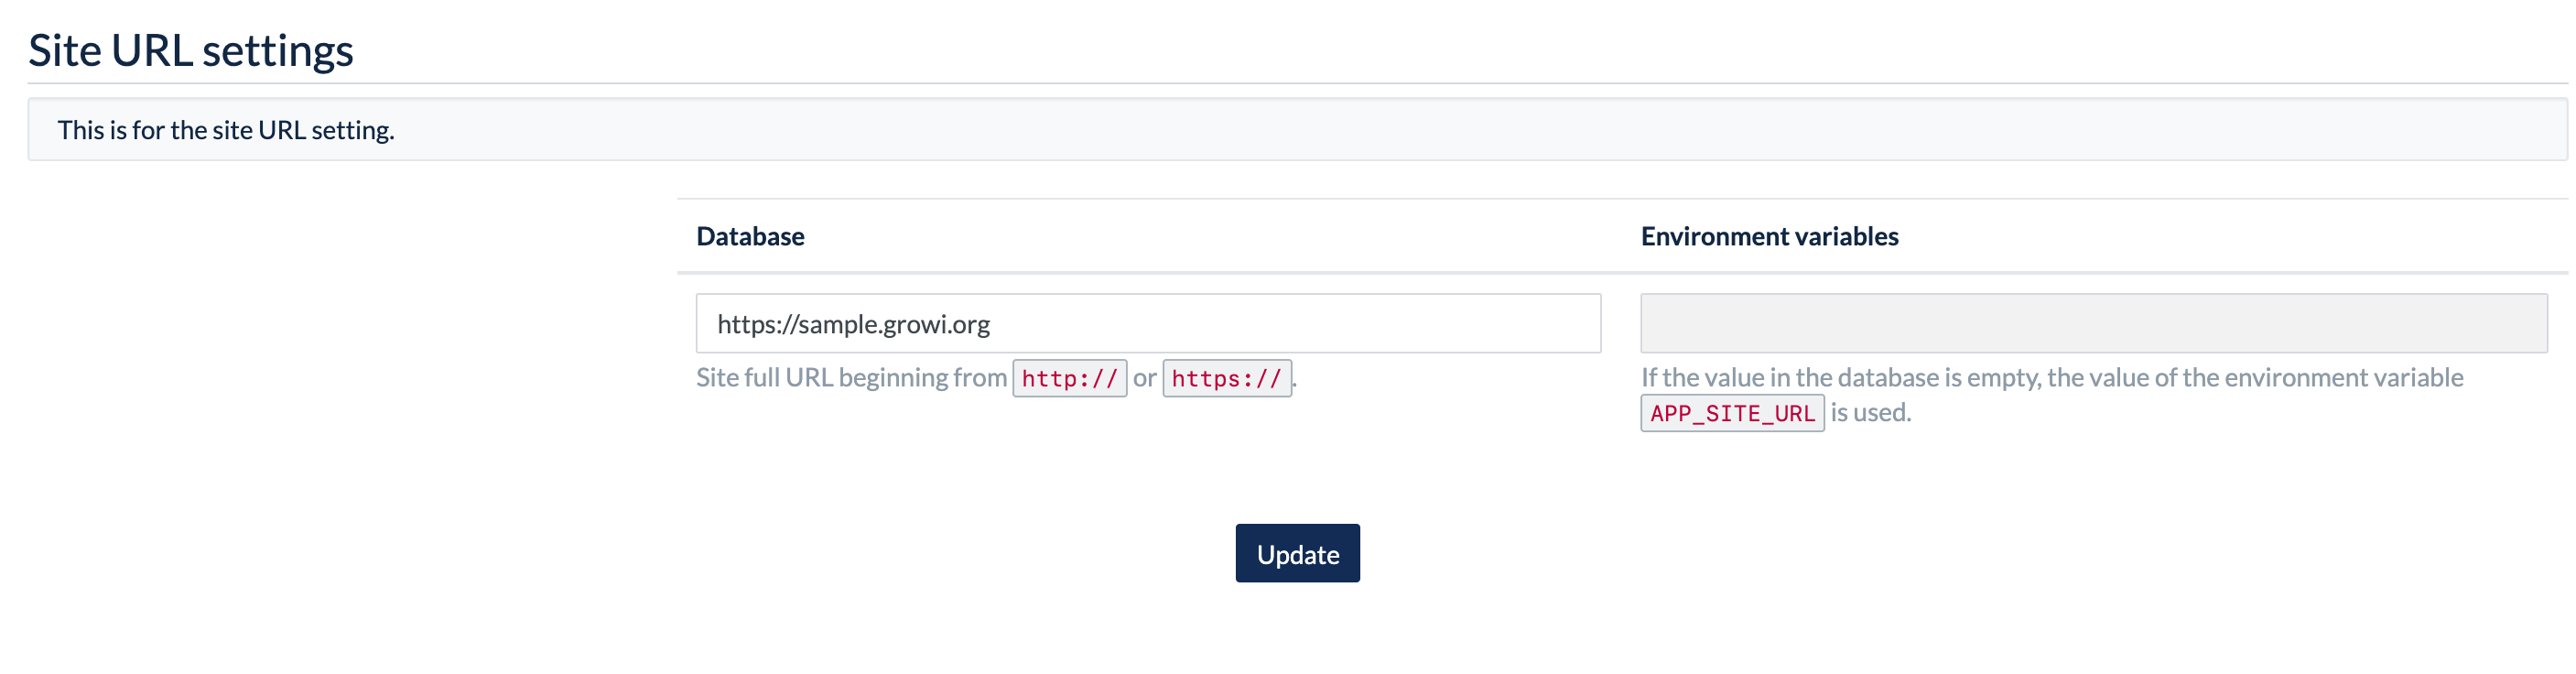 Site URL settings
This is for the site URL setting.
Database
Environment variables
https://sample.growi.org
Site full URL beginning from http:// or https://.
If the value in the database is empty, the value of the environment variable
APP_SITE_URL is used.
Update